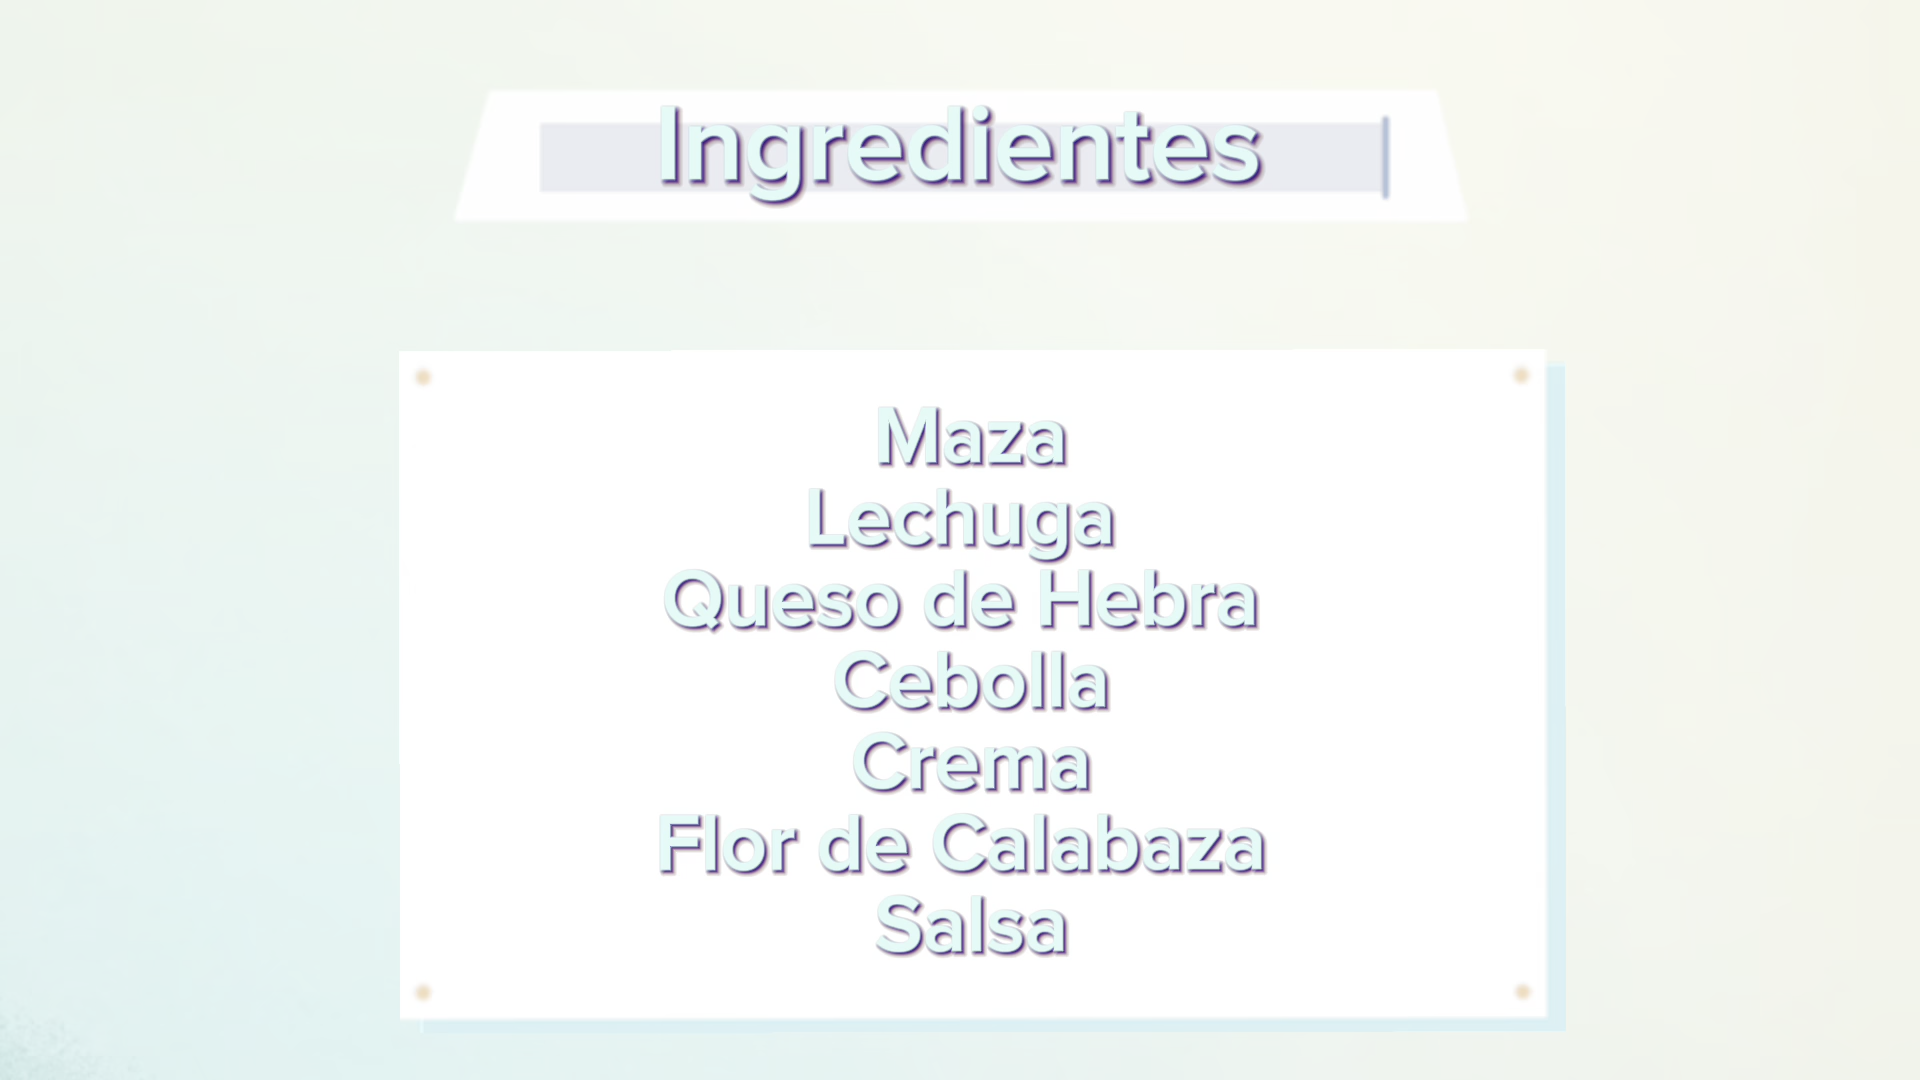 Ingredientes
Maza
Lechuga
Queso de Hebra
Cebolla
Crema
Flor de Calabaza
Salsa